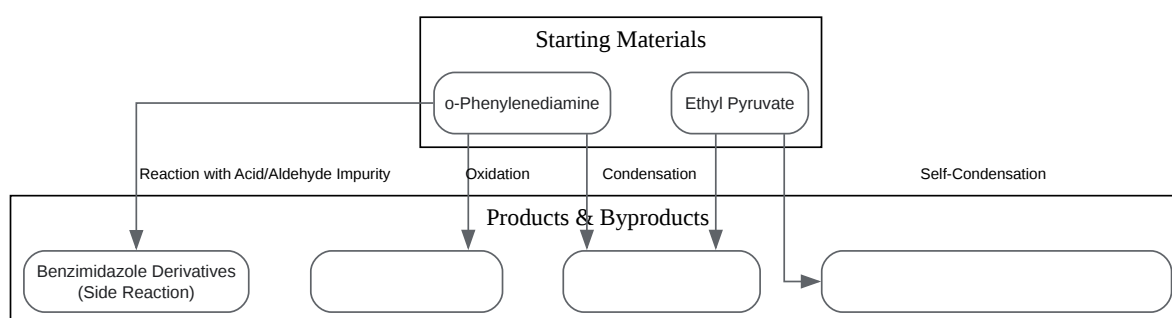 Starting Materials
o-Phenylenediamine
Ethyl Pyruvate
Reaction with Acid/Aldehyde Impurity
Oxidation
Condensation
Self-Condensation
Products & Byproducts
Benzimidazole Derivatives
(Side Reaction)